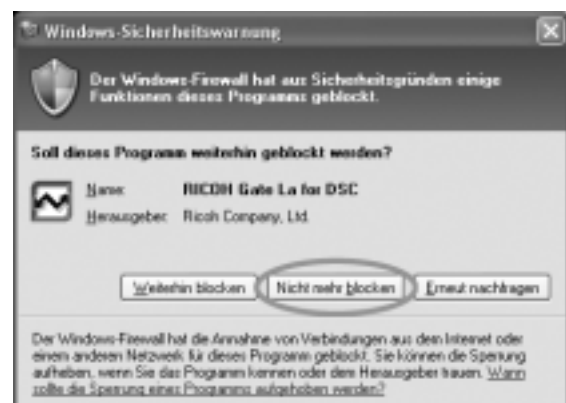 Windows-Sicherheitswarnung
Der Windows-Firewall hat aus Sicherheitsgründen einige
Funktionen dieses Programms geblockt.
Soll dieses Programm weiterhin geblockt werden?
Name: RICOH Gate La for DSC
Herausgeber: Ricoh Company, Ltd.
Weiterhin blocken Nicht mehr blocken Erneut nachfragen
Der Windows-Firewall hat die Annahme von Verbindungen aus dem Internet oder
einem anderen Netzwerk für dieses Programm geblockt. Sie können die Sperrung
aufheben, wenn Sie das Programm kennen oder dem Herausgeber trauen. Wann
sollte die Sperrung eines Programms aufgehoben werden?